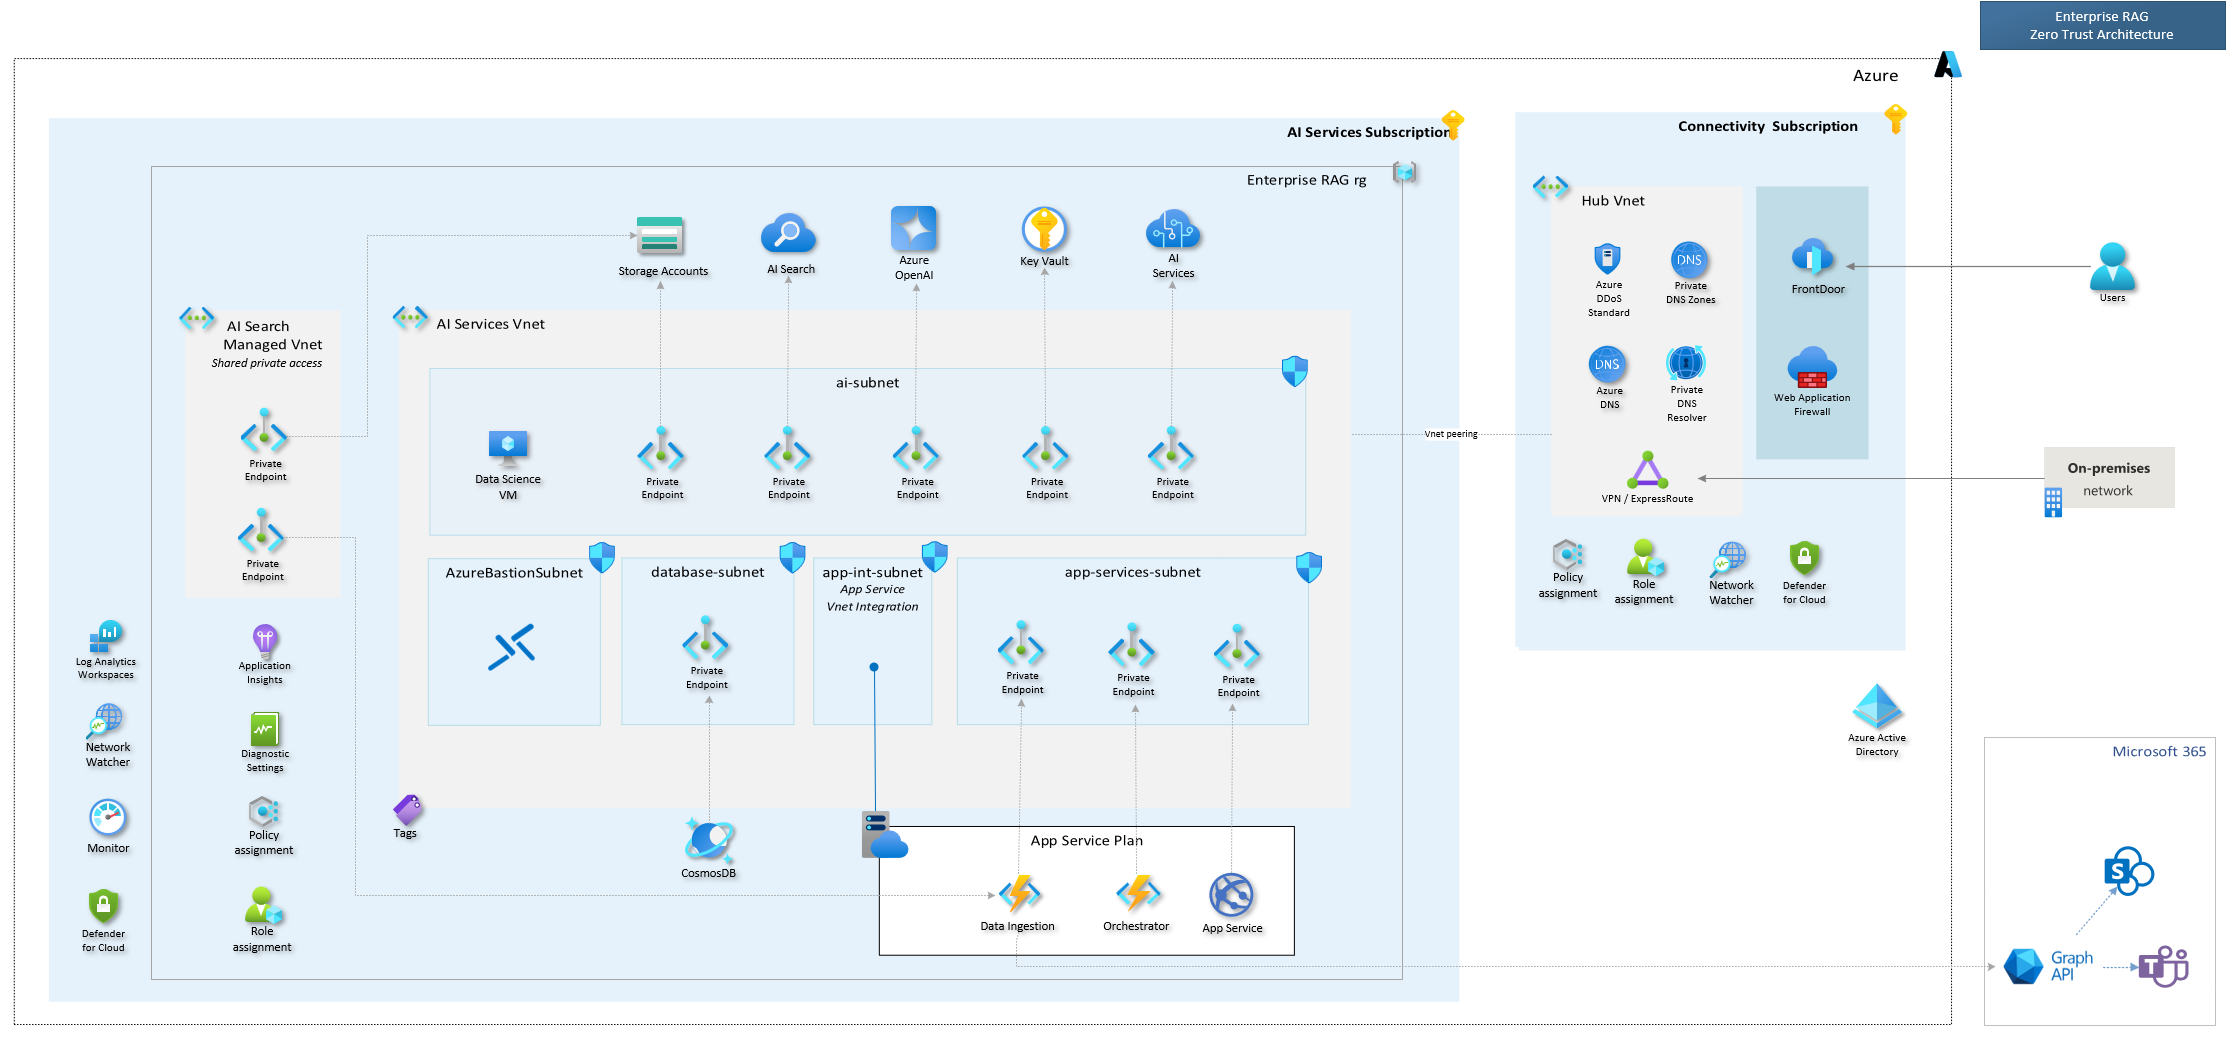 Enterprise RAG
Zero Trust Architecture
Azure
AI Services Subscription
Connectivity Subscription
Enterprise RAG rg
Hub Vnet
Storage Accounts
AI Search
Azure
OpenAI
Key Vault
AI
Services
Azure
DDoS
Standard
Private
DNS Zones
DNS
FrontDoor
Users
AI Search
Managed Vnet
Shared private access
AI Services Vnet
ai-subnet
DNS
Azure
DNS
Private
DNS
Resolver
Web Application
Firewall
Vnet peering
Private
Endpoint
Data Science
VM
Private
Endpoint
Private
Endpoint
Private
Endpoint
Private
Endpoint
Private
Endpoint
VPN / ExpressRoute
On-premises
network
Private
Endpoint
AzureBastionSubnet
database-subnet
app-int-subnet
App Service
Vnet Integration
app-services-subnet
Policy
assignment
Role
assignment
Network
Watcher
Defender
for Cloud
Log Analytics
Workspaces
Application
Insights
Private
Endpoint
Private
Endpoint
Private
Endpoint
Private
Endpoint
Network
Watcher
Diagnostic
Settings
Azure Active
Directory
Microsoft 365
Monitor
Policy
assignment
Tags
CosmosDB
App Service Plan
Defender
for Cloud
Role
assignment
Data Ingestion
Orchestrator
App Service
S
Graph
API
T